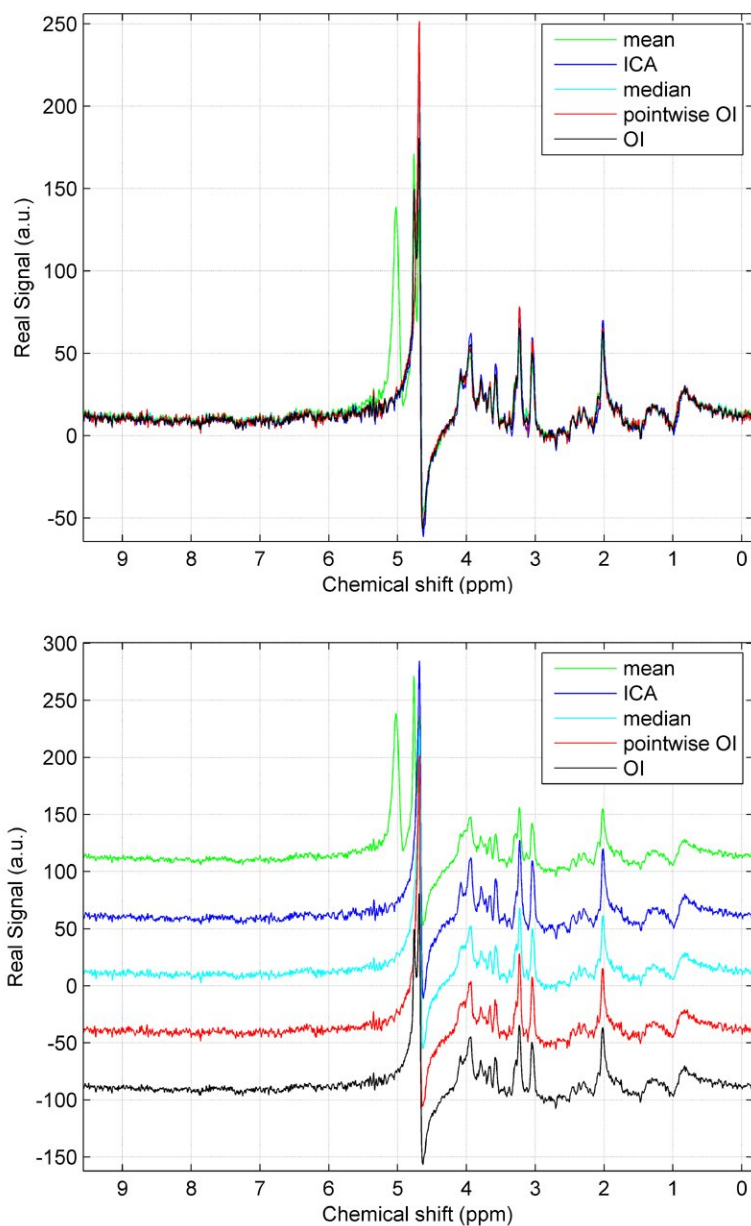 250
200
150
100
50
0
-50
Real Signal (a.u.)
mean
ICA
median
pointwise OI
OI
9 8 7 6 5 4 3 2 1 0
Chemical shift (ppm)
300
250
200
150
100
50
0
-50
-100
-150
Real Signal (a.u.)
mean
ICA
median
pointwise OI
OI
9 8 7 6 5 4 3 2 1 0
Chemical shift (ppm)